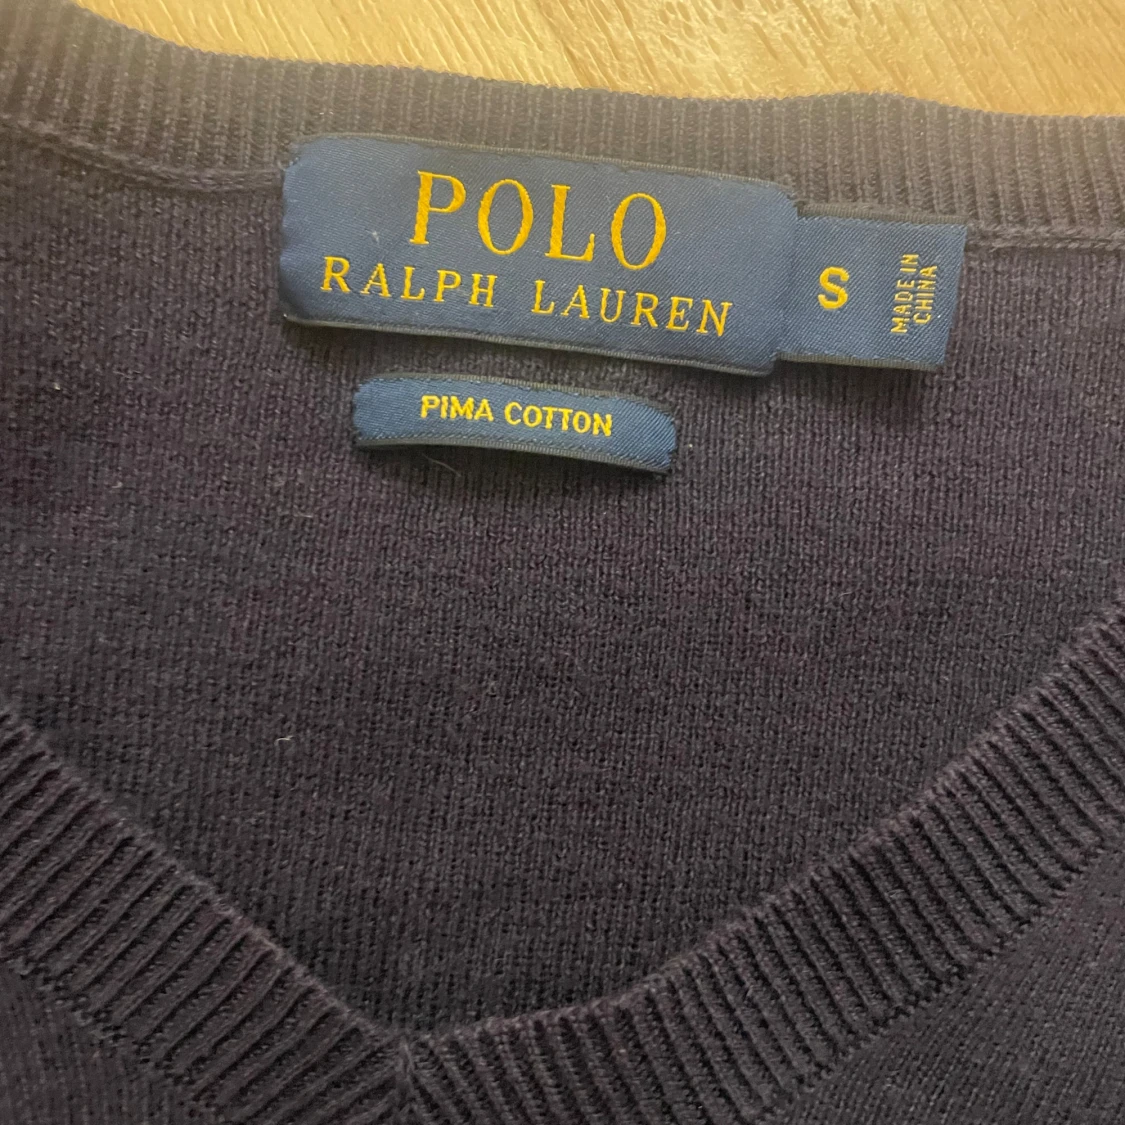 POLO
RALPH LAUREN
S
MADE IN
CHINA
PIMA COTTON